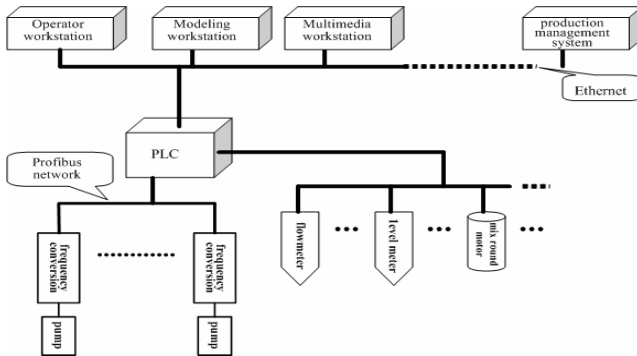 Operator
workstation
Modeling
workstation
Multimedia
workstation
production
management
system
Ethernet
PLC
Profibus
network
frequency
conversion
frequency
conversion
flowmeter
level meter
mix round
motor
pump
pump